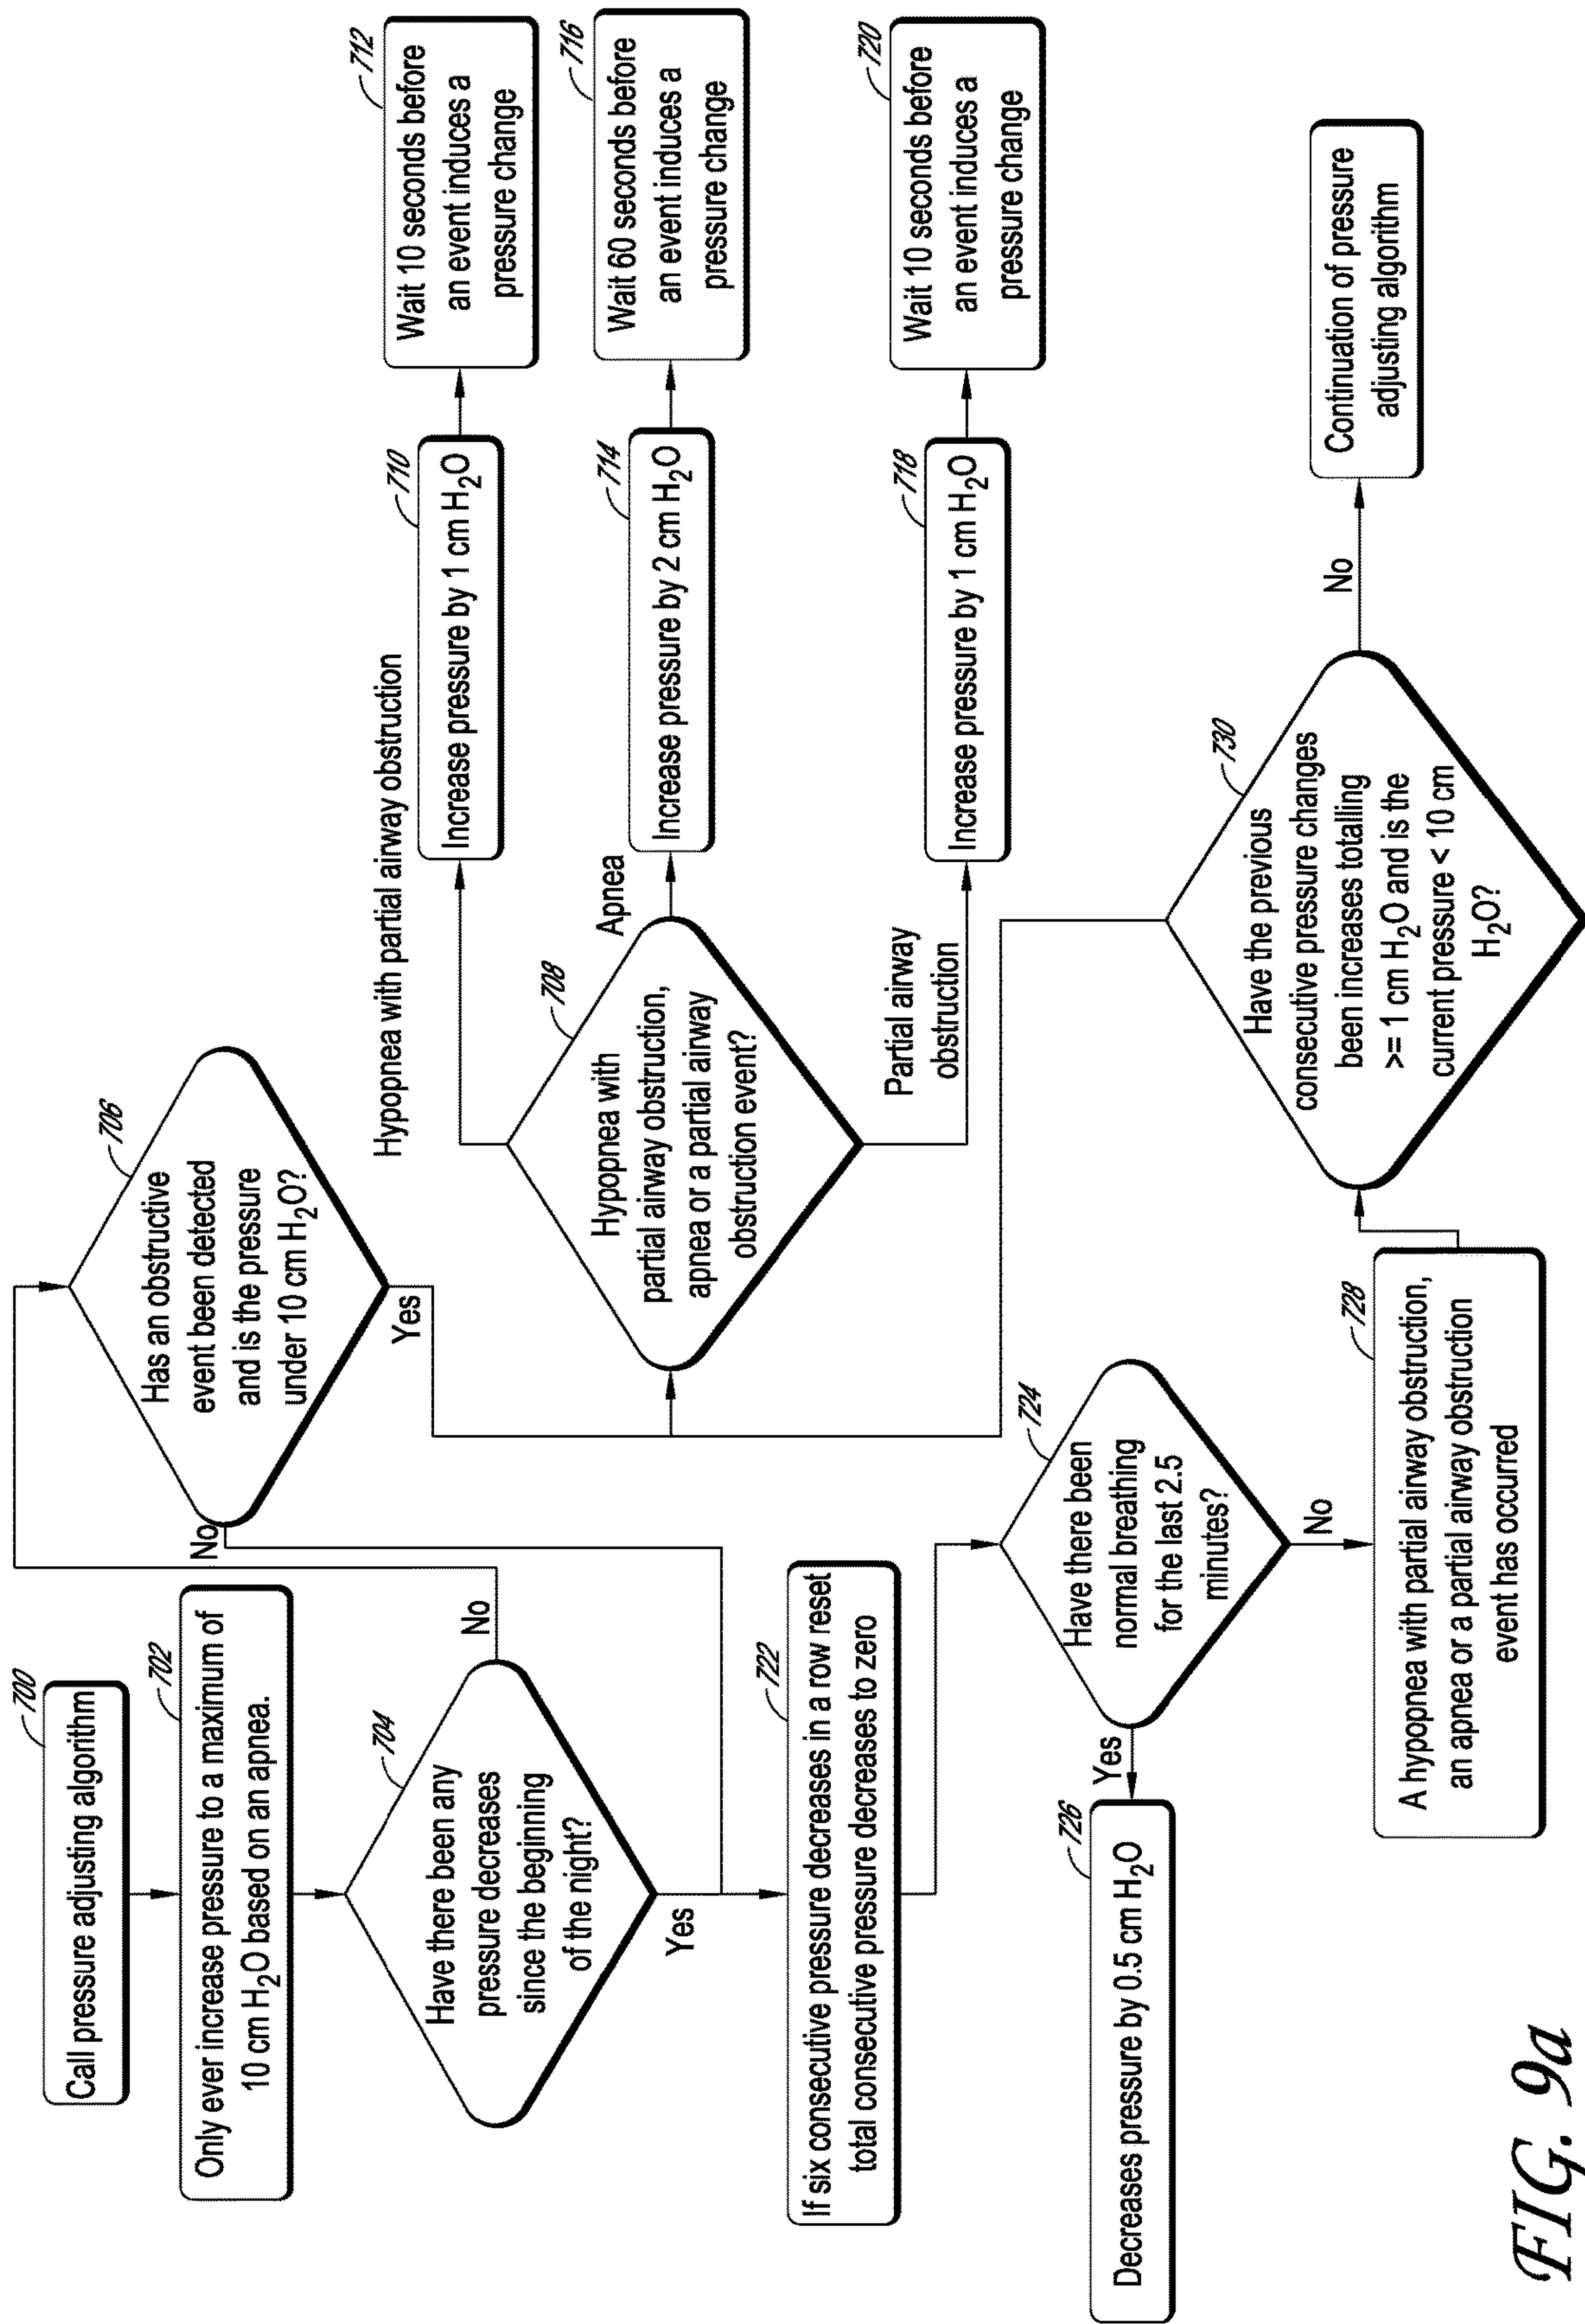 700
Call pressure adjusting algorithm
702
Only ever increase pressure to a maximum of
10 cm H₂O based on an apnea.
704
Have there been any
pressure decreases
since the beginning
of the night?
No
Yes
706
Has an obstructive
event been detected
and is the pressure
under 10 cm H₂O?
No
Yes
708
Hypopnea with
partial airway obstruction,
apnea or a partial airway
obstruction event?
Hypopnea with partial airway obstruction
710
Increase pressure by 1 cm H₂O
712
Wait 10 seconds before
an event induces a
pressure change
Apnea
714
Increase pressure by 2 cm H₂O
716
Wait 60 seconds before
an event induces a
pressure change
Partial airway
obstruction
718
Increase pressure by 1 cm H₂O
720
Wait 10 seconds before
an event induces a
pressure change
722
If six consecutive pressure decreases in a row reset
total consecutive pressure decreases to zero
724
Have there been
normal breathing
for the last 2.5
minutes?
Yes
No
726
Decreases pressure by 0.5 cm H₂O
728
A hypopnea with partial airway obstruction,
an apnea or a partial airway obstruction
event has occurred
730
Have the previous
consecutive pressure changes
been increases totalling
>= 1 cm H₂O and is the
current pressure < 10 cm
H₂O?
No
Continuation of pressure
adjusting algorithm
FIG. 9a